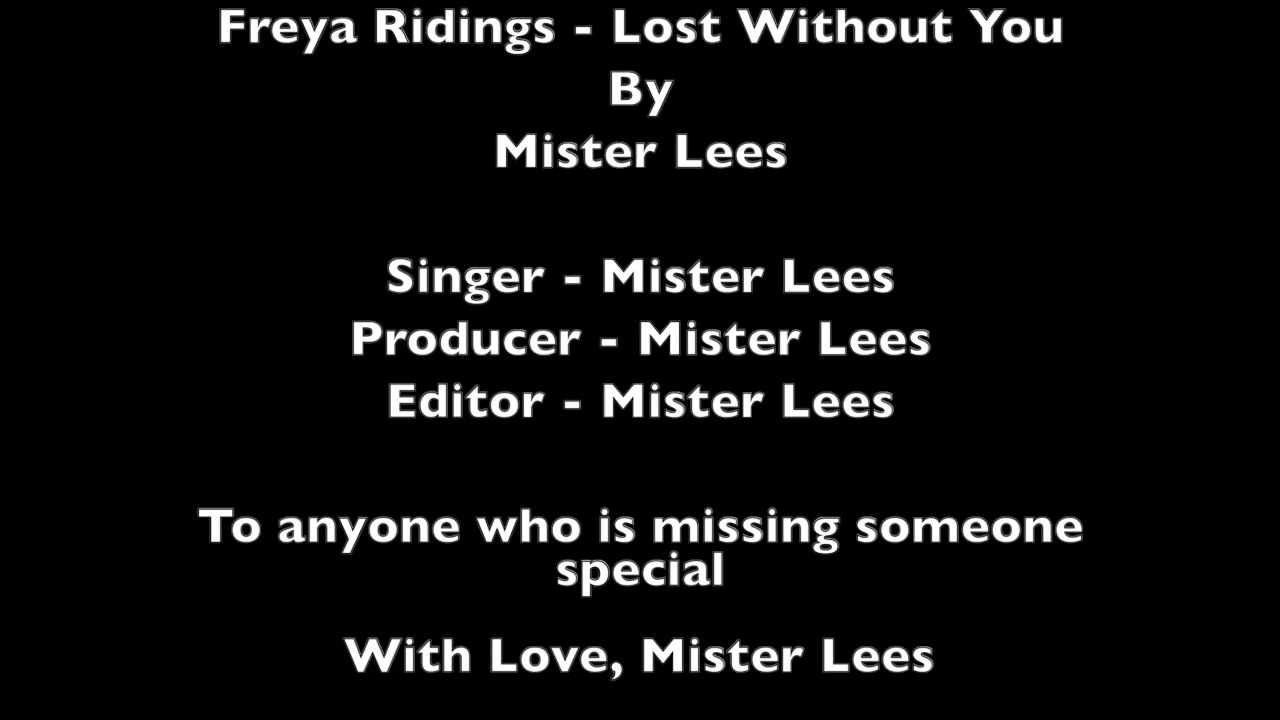 Freya Ridings - Lost Without You
By
Mister Lees
Singer - Mister Lees
Producer - Mister Lees
Editor - Mister Lees
To anyone who is missing someone
special
With Love, Mister Lees